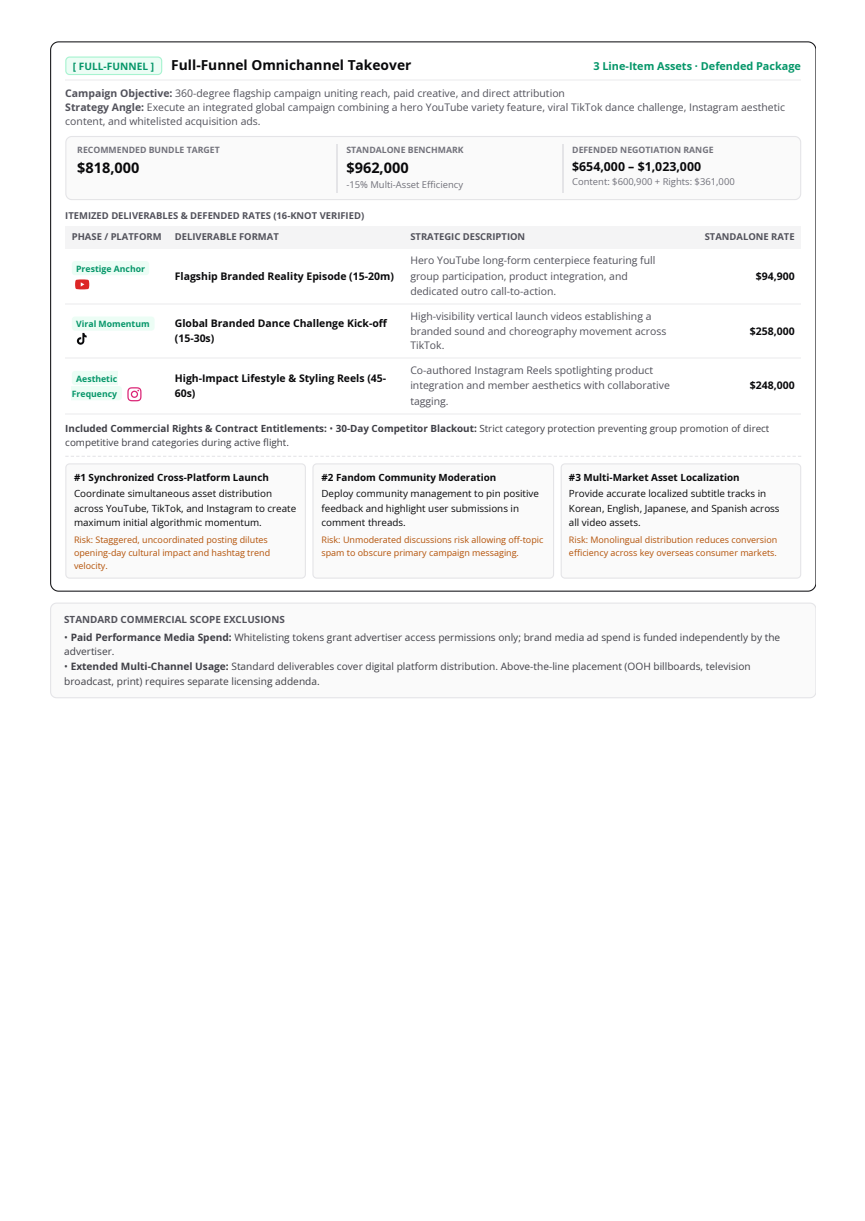 [ FULL-FUNNEL ] Full-Funnel Omnichannel Takeover 3 Line-Item Assets · Defended Package
Campaign Objective: 360-degree flagship campaign uniting reach, paid creative, and direct attribution
Strategy Angle: Execute an integrated global campaign combining a hero YouTube variety feature, viral TikTok dance challenge, Instagram aesthetic
content, and whitelisted acquisition ads.
RECOMMENDED BUNDLE TARGET
$818,000
STANDALONE BENCHMARK
$962,000
-15% Multi-Asset Efficiency
DEFENDED NEGOTIATION RANGE
$654,000 – $1,023,000
Content: $600,900 + Rights: $361,000
ITEMIZED DELIVERABLES & DEFENDED RATES (16-KNOT VERIFIED)
PHASE / PLATFORM DELIVERABLE FORMAT STRATEGIC DESCRIPTION STANDALONE RATE
Prestige Anchor
Flagship Branded Reality Episode (15-20m)
Hero YouTube long-form centerpiece featuring full
group participation, product integration, and
dedicated outro call-to-action.
$94,900
Viral Momentum
Global Branded Dance Challenge Kick-off
(15-30s)
High-visibility vertical launch videos establishing a
branded sound and choreography movement across
TikTok.
$258,000
Aesthetic
Frequency
High-Impact Lifestyle & Styling Reels (45-
60s)
Co-authored Instagram Reels spotlighting product
integration and member aesthetics with collaborative
tagging.
$248,000
Included Commercial Rights & Contract Entitlements: • 30-Day Competitor Blackout: Strict category protection preventing group promotion of direct
competitive brand categories during active flight.
#1 Synchronized Cross-Platform Launch
Coordinate simultaneous asset distribution
across YouTube, TikTok, and Instagram to create
maximum initial algorithmic momentum.
Risk: Staggered, uncoordinated posting dilutes
opening-day cultural impact and hashtag trend
velocity.
#2 Fandom Community Moderation
Deploy community management to pin positive
feedback and highlight user submissions in
comment threads.
Risk: Unmoderated discussions risk allowing off-topic
spam to obscure primary campaign messaging.
#3 Multi-Market Asset Localization
Provide accurate localized subtitle tracks in
Korean, English, Japanese, and Spanish across
all video assets.
Risk: Monolingual distribution reduces conversion
efficiency across key overseas consumer markets.
STANDARD COMMERCIAL SCOPE EXCLUSIONS
• Paid Performance Media Spend: Whitelisting tokens grant advertiser access permissions only; brand media ad spend is funded independently by the
advertiser.
• Extended Multi-Channel Usage: Standard deliverables cover digital platform distribution. Above-the-line placement (OOH billboards, television
broadcast, print) requires separate licensing addenda.